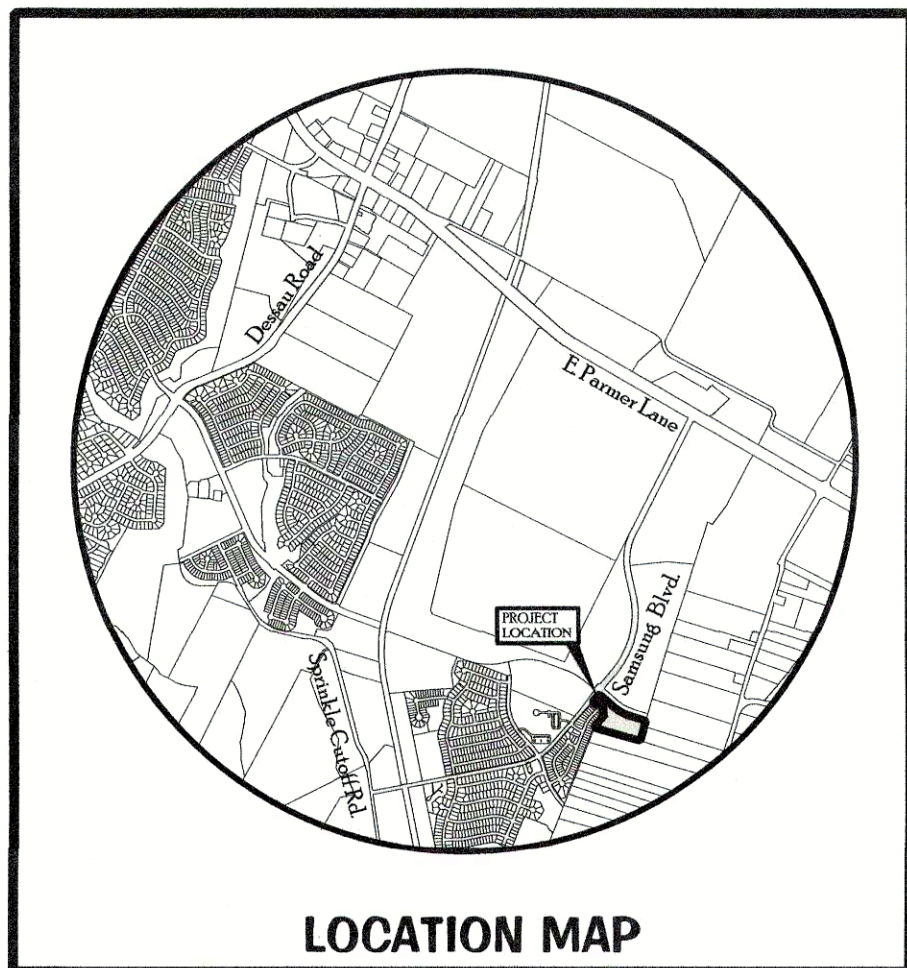 Dessau Road
E. Parmer Lane
PROJECT
LOCATION
Samsung Blvd.
Sprinkle Cutoff Rd.
LOCATION MAP